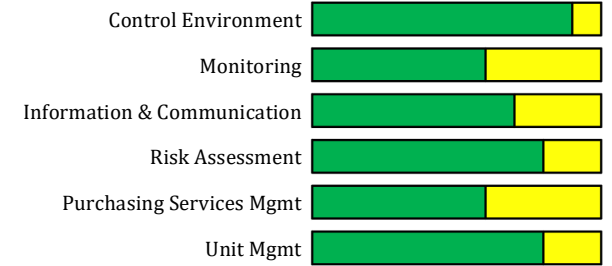 Control Environment
Monitoring
Information & Communication
Risk Assessment
Purchasing Services Mgmt
Unit Mgmt